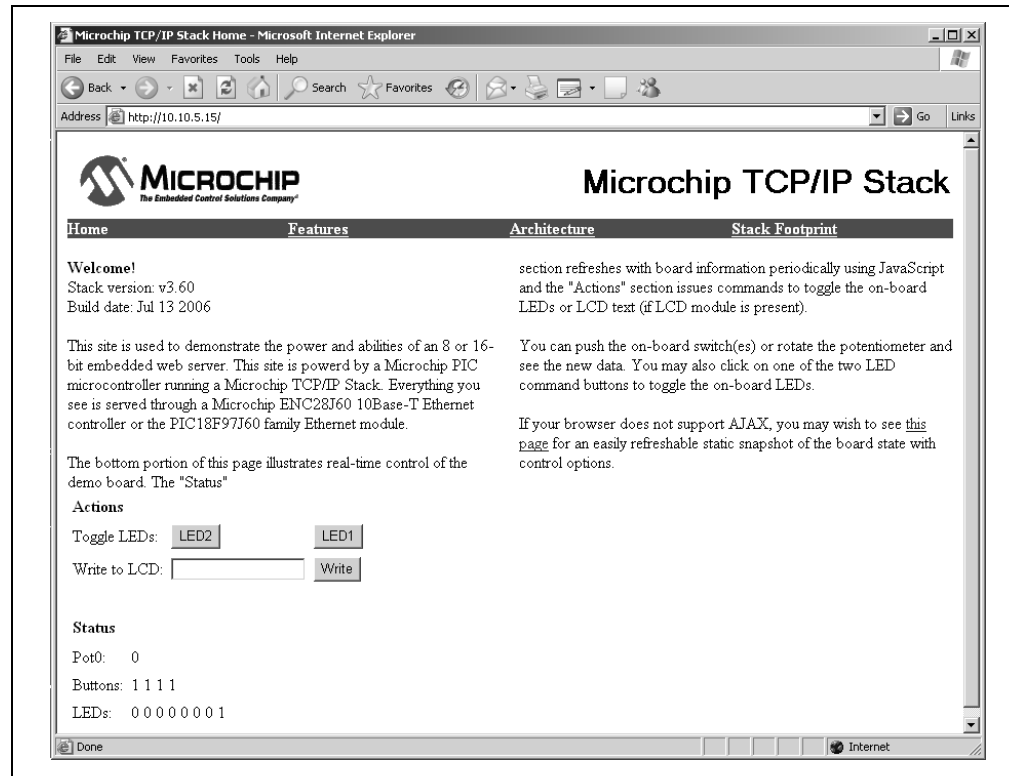 Microchip TCP/IP Stack Home - Microsoft Internet Explorer
File Edit View Favorites Tools Help
Back Search Favorites
Address http://10.10.5.15/ Go Links
MICROCHIP
The Embedded Control Solutions Company®
Microchip TCP/IP Stack
Home Features Architecture Stack Footprint
Welcome!
Stack version: v3.60
Build date: Jul 13 2006
This site is used to demonstrate the power and abilities of an 8 or 16-
bit embedded web server. This site is powerd by a Microchip PIC
microcontroller running a Microchip TCP/IP Stack. Everything you
see is served through a Microchip ENC28J60 10Base-T Ethernet
controller or the PIC18F97J60 family Ethernet module.
The bottom portion of this page illustrates real-time control of the
demo board. The "Status"
section refreshes with board information periodically using JavaScript
and the "Actions" section issues commands to toggle the on-board
LEDs or LCD text (if LCD module is present).
You can push the on-board switch(es) or rotate the potentiometer and
see the new data. You may also click on one of the two LED
command buttons to toggle the on-board LEDs.
If your browser does not support AJAX, you may wish to see this
page for an easily refreshable static snapshot of the board state with
control options.
Actions
Toggle LEDs: LED2 LED1
Write to LCD: Write
Status
Pot0: 0
Buttons: 1 1 1 1
LEDs: 0 0 0 0 0 0 0 1
Done Internet